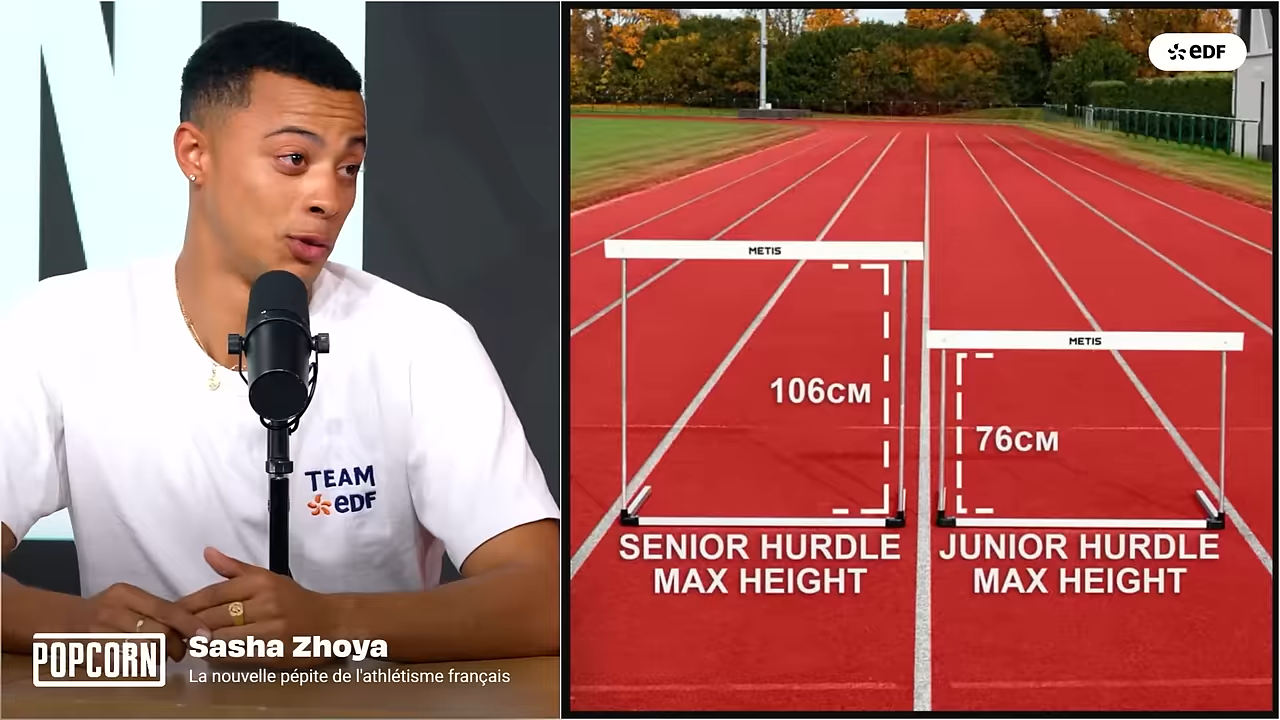 TEAM
eDF
POPCORN
Sasha Zhoya
La nouvelle pépite de l'athlétisme français
eDF
METIS
METIS
106CM
76CM
SENIOR HURDLE
MAX HEIGHT
JUNIOR HURDLE
MAX HEIGHT